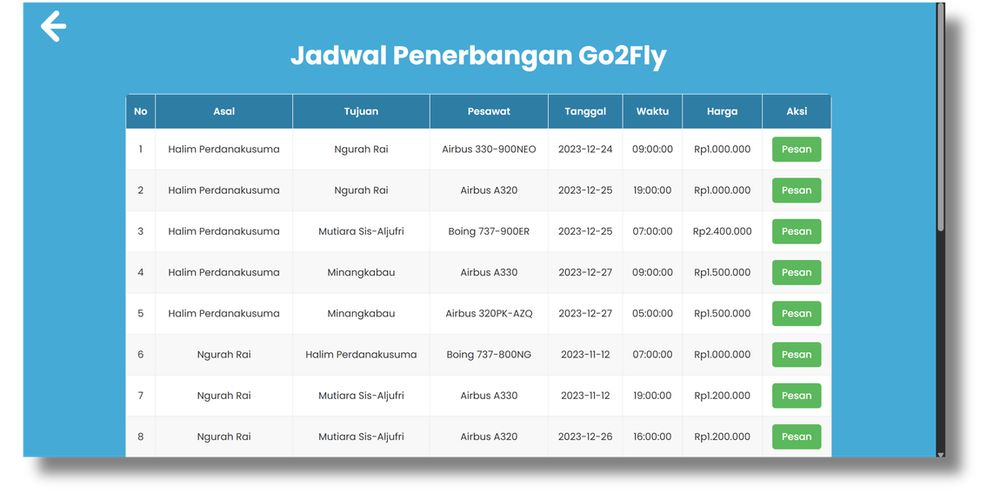 Jadwal Penerbangan Go2Fly
No Asal Tujuan Pesawat Tanggal Waktu Harga Aksi
1 Halim Perdanakusuma Ngurah Rai Airbus 330-900NEO 2023-12-24 09:00:00 Rp1.000.000 Pesan
2 Halim Perdanakusuma Ngurah Rai Airbus A320 2023-12-25 19:00:00 Rp1.000.000 Pesan
3 Halim Perdanakusuma Mutiara Sis-Aljufri Boeing 737-900ER 2023-12-25 07:00:00 Rp2.400.000 Pesan
4 Halim Perdanakusuma Minangkabau Airbus A330 2023-12-27 09:00:00 Rp1.500.000 Pesan
5 Halim Perdanakusuma Minangkabau Airbus 320PK-AZQ 2023-12-27 05:00:00 Rp1.500.000 Pesan
6 Ngurah Rai Halim Perdanakusuma Boeing 737-800NG 2023-11-12 07:00:00 Rp1.000.000 Pesan
7 Ngurah Rai Mutiara Sis-Aljufri Airbus A330 2023-11-12 19:00:00 Rp1.200.000 Pesan
8 Ngurah Rai Mutiara Sis-Aljufri Airbus A320 2023-12-26 16:00:00 Rp1.200.000 Pesan